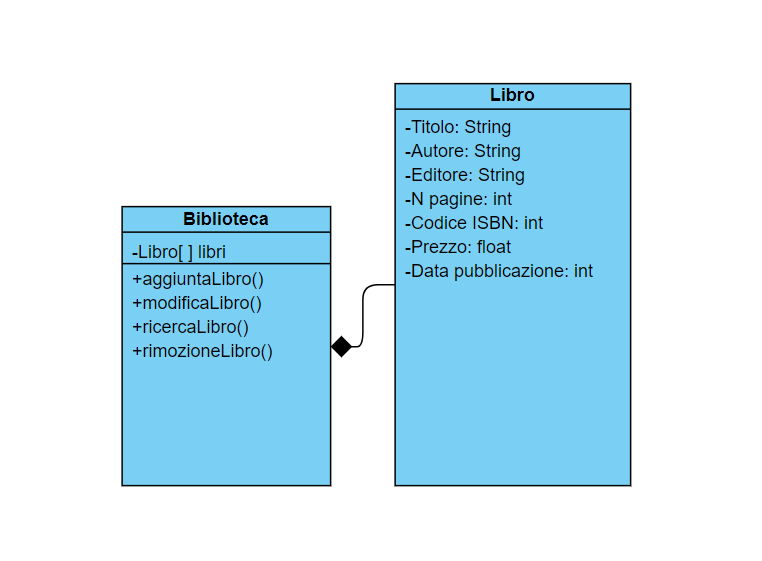 Biblioteca
-Libro[ ] libri
+aggiuntaLibro()
+modificaLibro()
+ricercaLibro()
+rimozioneLibro()
Libro
-Titolo: String
-Autore: String
-Editore: String
-N pagine: int
-Codice ISBN: int
-Prezzo: float
-Data pubblicazione: int